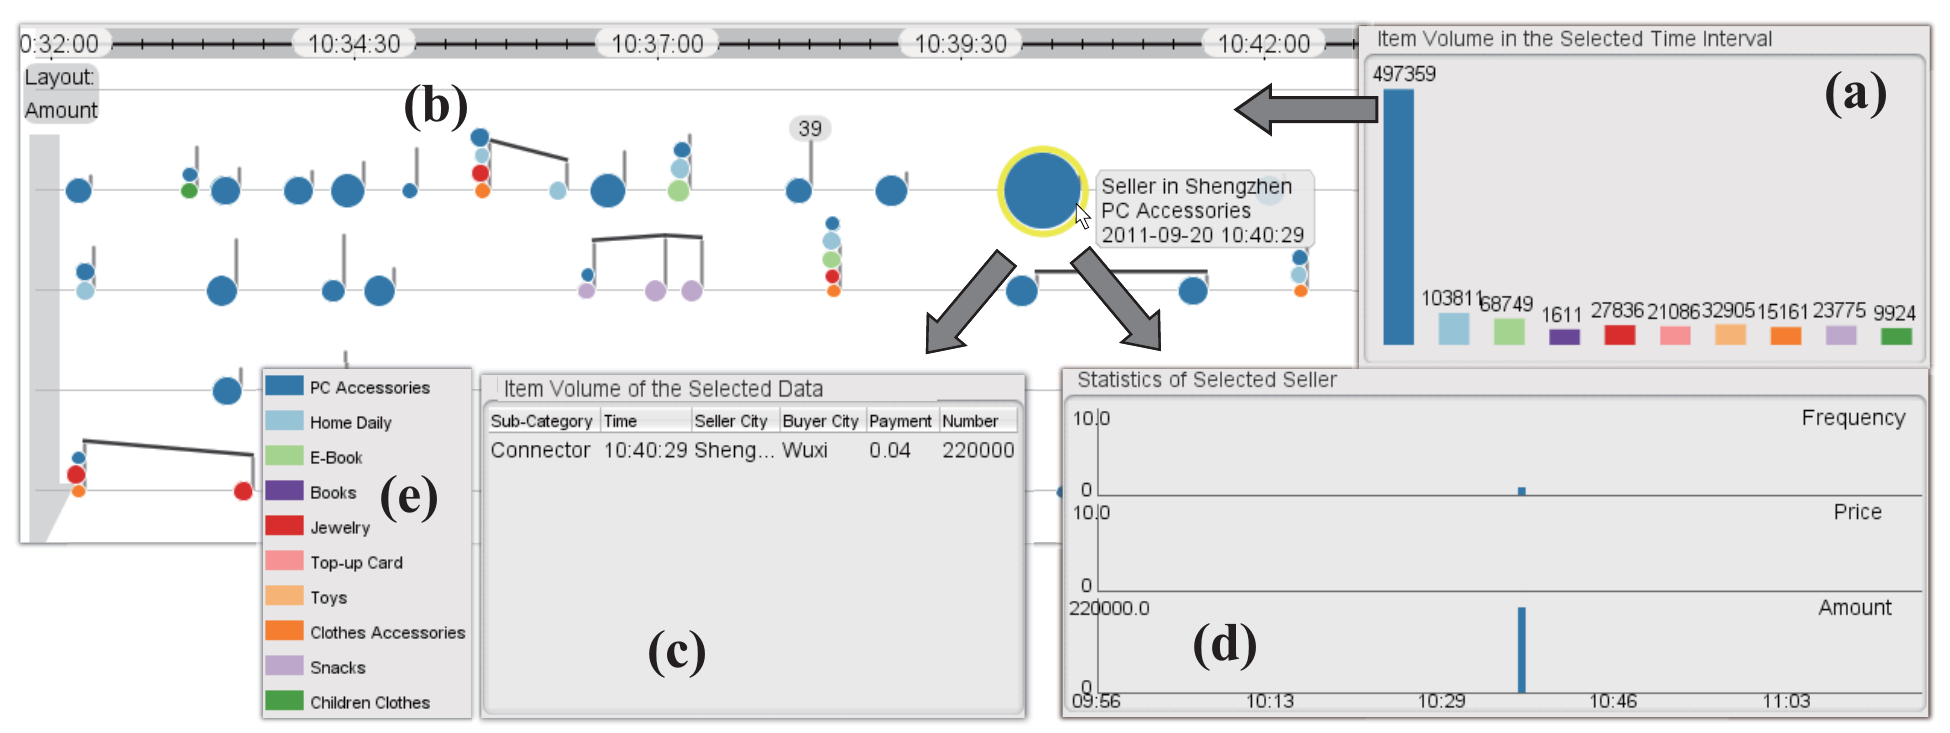 0:32:00 10:34:30 10:37:00 10:39:30 10:42:00
Layout:
Amount
(b)
39
Seller in Shengzhen
PC Accessories
2011-09-20 10:40:29
Item Volume in the Selected Time Interval
(a)
497359
103811 68749 1611 27836 21086 32905 15161 23775 9924
PC Accessories
Home Daily
E-Book
Books
Jewelry
Top-up Card
Toys
Clothes Accessories
Snacks
Children Clothes
(e)
Item Volume of the Selected Data
Sub-Category Time Seller City Buyer City Payment Number
Connector 10:40:29 Sheng... Wuxi 0.04 220000
(c)
Statistics of Selected Seller
10.0 Frequency
0
10.0 Price
0
220000.0 Amount
(d)
0
09:56 10:13 10:29 10:46 11:03